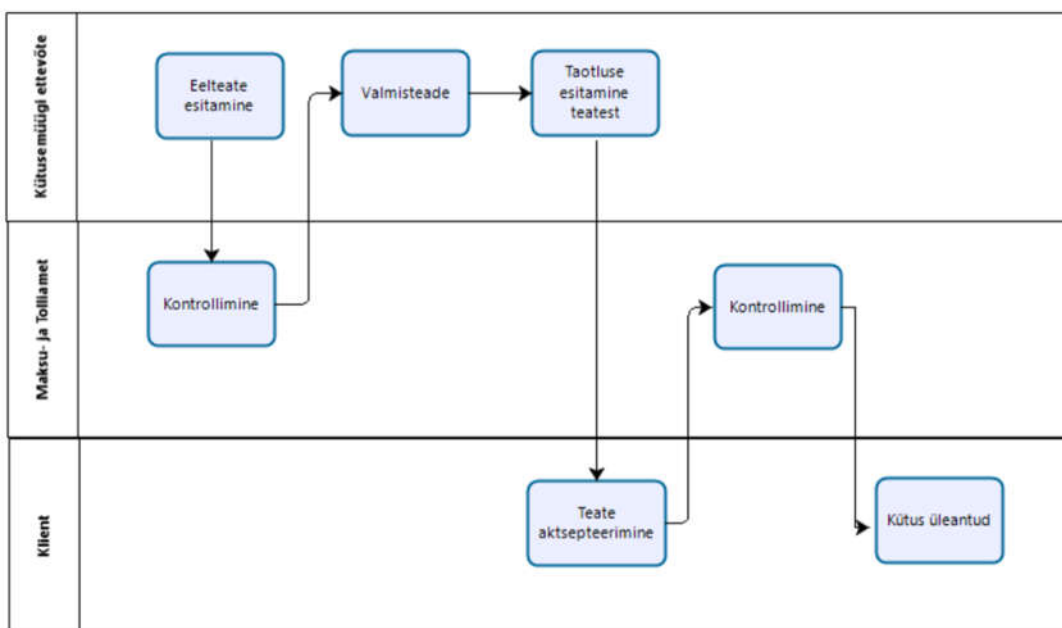 Kütusemüügi ettevõte
Eelteate
esitamine
Valmisteade
Taotluse
esitamine
teatest
Maksu- ja Tolliamet
Kontrollimine
Kontrollimine
Klient
Teate
aktsepteerimine
Kütus üleantud